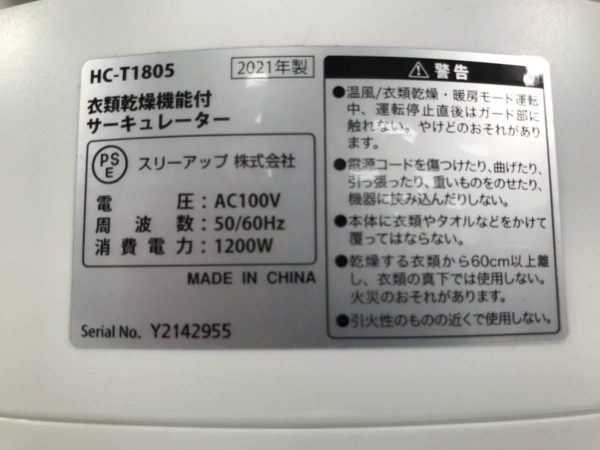 HC-T1805
2021年製
衣類乾燥機能付
サーキュレーター
PS
E
スリーアップ 株式会社
電圧：AC100V
周波数：50/60Hz
消費電力：1200W
MADE IN CHINA
Serial No. Y2142955
警告
●温風/衣類乾燥・暖房モード運転
中、運転停止直後はガード部に
触れない。やけどのおそれがありま
す。
●電源コードを傷つけたり、曲げたり、
引っ張ったり、重いものをのせたり、
機器に挟み込んだりしない。
●本体に衣類やタオルなどをかけて
覆ってはならない。
●乾燥する衣類から60cm以上離
し、衣類の真下では使用しない。
火災のおそれがあります。
●引火性のものの近くで使用しない。